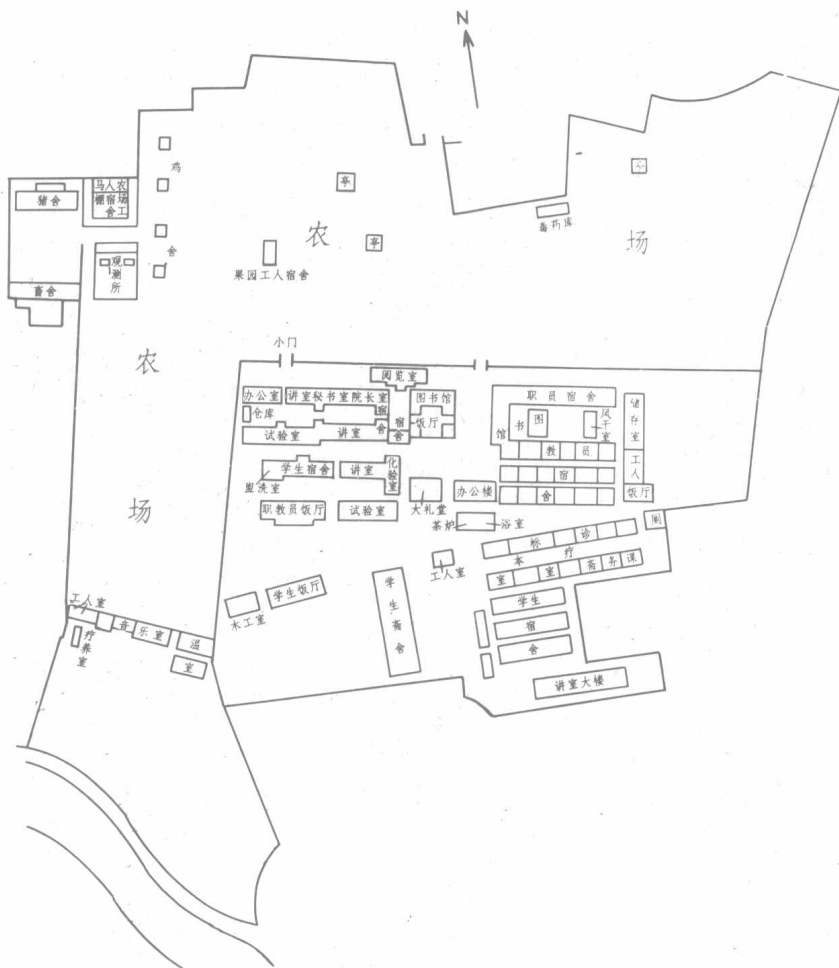 N
鸡
舍
猪舍
马人农
棚宿场
舍工
亭
亭
农
果园工人宿舍
毒药库
场
观
测
所
畜舍
农
场
小门
阅览室
办公室
讲室秘书室院长室
宿
舍
宿
舍
图书馆
饭厅
仓库
试验室
讲室
职员宿舍
图
书
馆
风
干
室
储
存
室
教员
宿
舍
工
人
饭厅
学生宿舍
讲室
化
验
室
盥洗室
大礼堂
办公楼
职教员饭厅
试验室
茶炉
浴室
厕
标
诊
本
疗
室
室
斋务课
工人室
学生饭厅
木工室
学
生
斋
舍
学生
宿
舍
讲室大楼
工人室
音乐室
温
室
疗
养
室